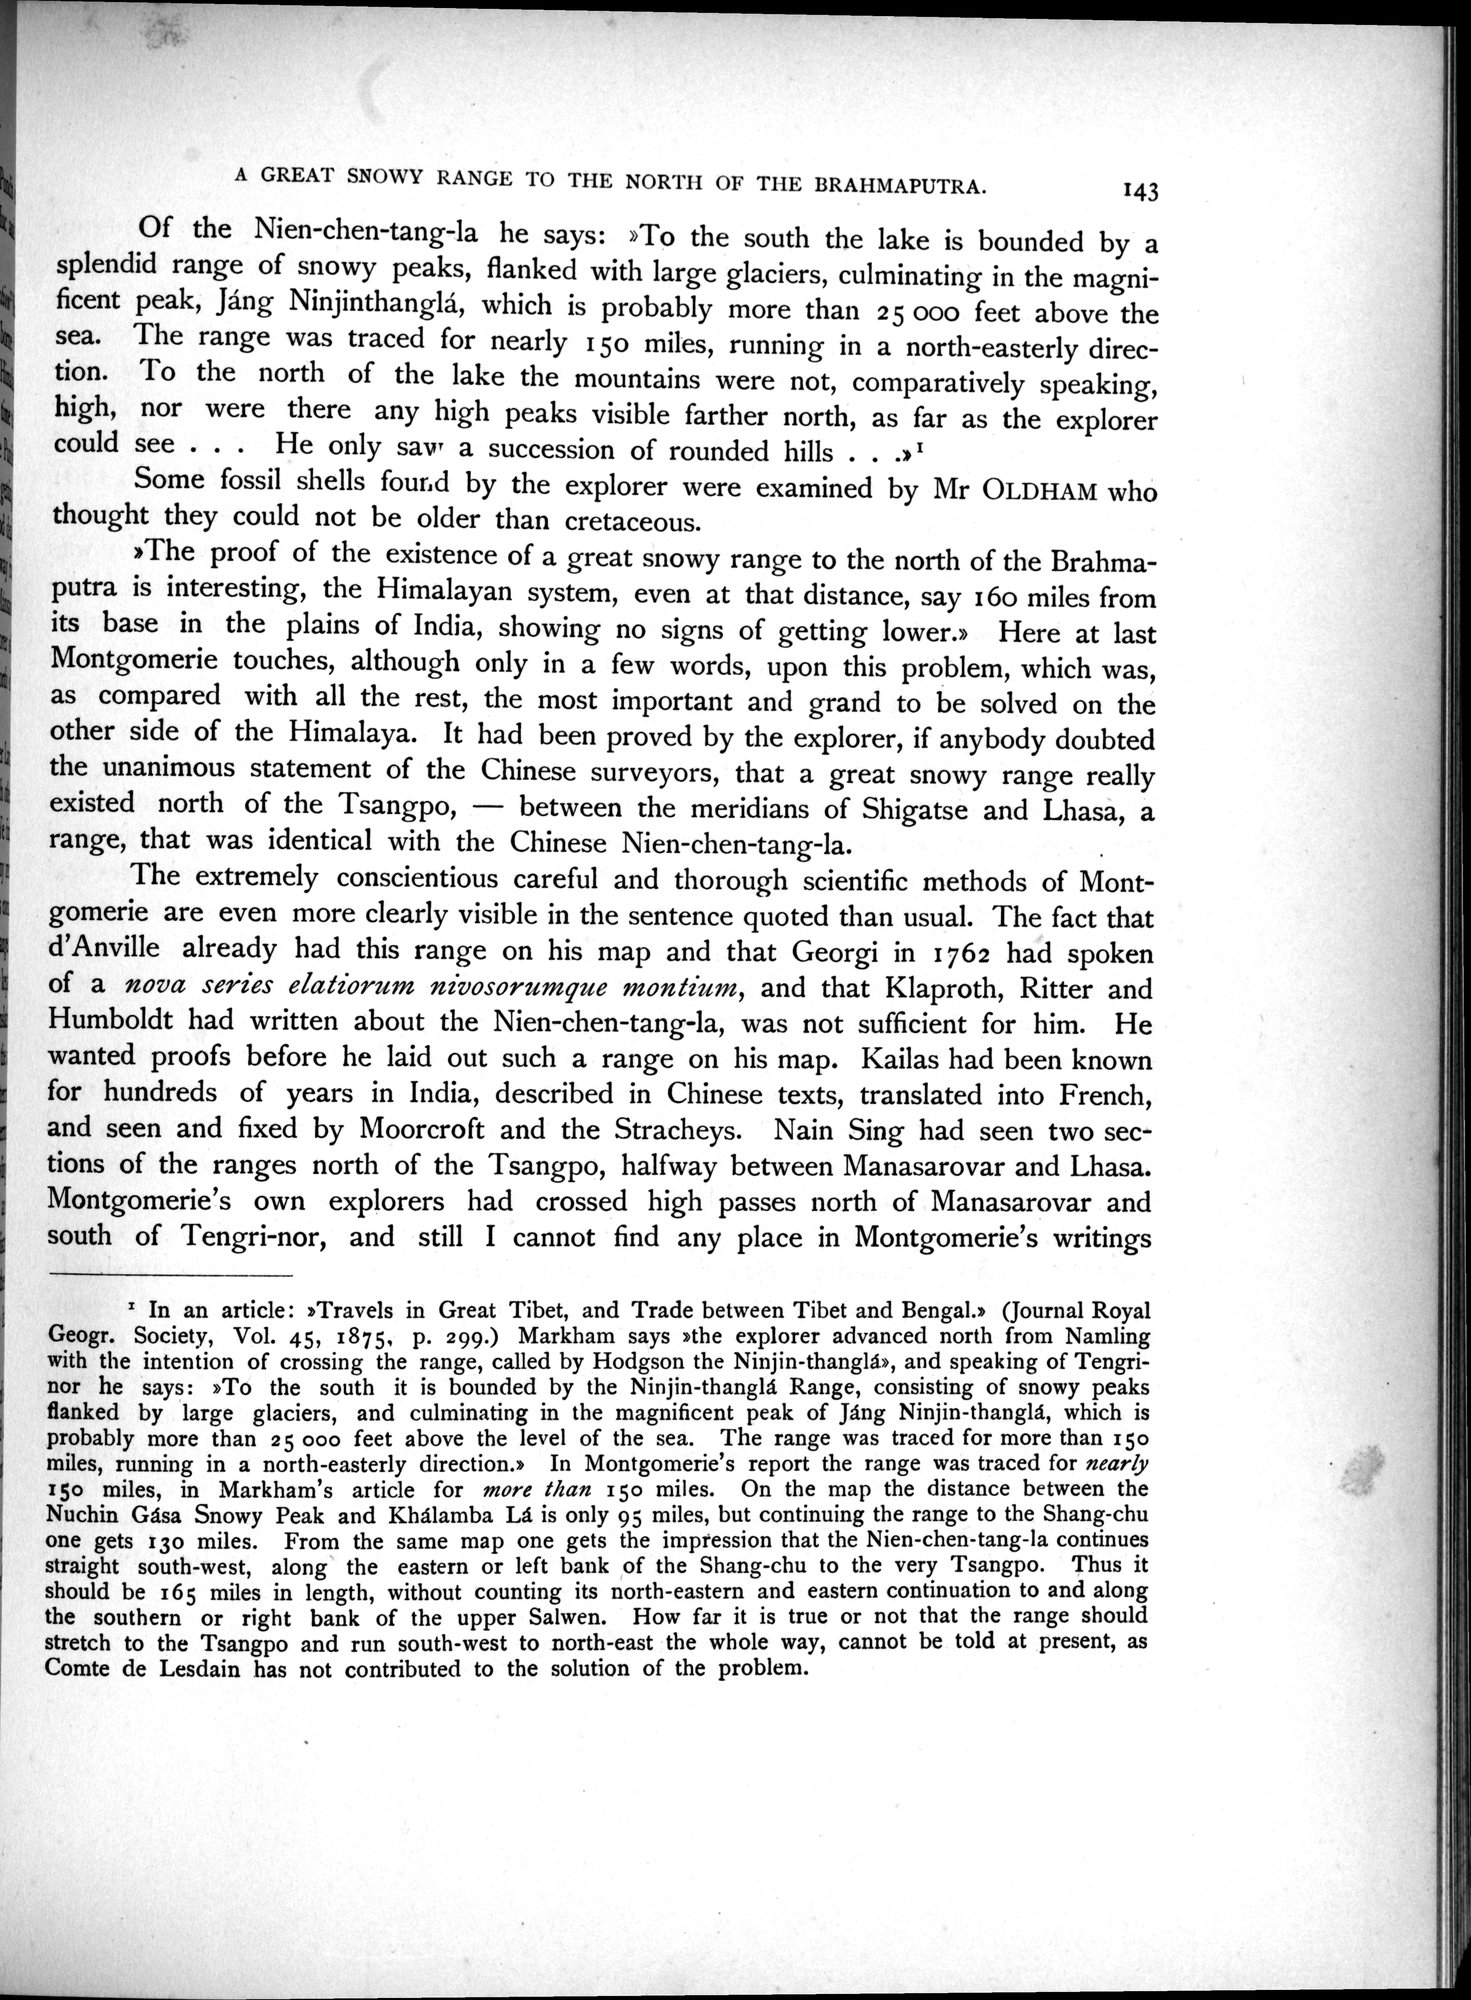 A GREAT SNOWY RANGE TO THE NORTH OF THE BRAHMAPUTRA. 143
Of the Nien-chen-tang-la he says: »To the south the lake is bounded by a
splendid range of snowy peaks, flanked with large glaciers, culminating in the magni-
ficent peak, Jáng Ninjinthanglá, which is probably more than 25 000 feet above the
sea. The range was traced for nearly 150 miles, running in a north-easterly direc-
tion. To the north of the lake the mountains were not, comparatively speaking,
high, nor were there any high peaks visible farther north, as far as the explorer
could see . . . He only saw a succession of rounded hills . . .»¹
Some fossil shells found by the explorer were examined by Mr OLDHAM who
thought they could not be older than cretaceous.
»The proof of the existence of a great snowy range to the north of the Brahma-
putra is interesting, the Himalayan system, even at that distance, say 160 miles from
its base in the plains of India, showing no signs of getting lower.» Here at last
Montgomerie touches, although only in a few words, upon this problem, which was,
as compared with all the rest, the most important and grand to be solved on the
other side of the Himalaya. It had been proved by the explorer, if anybody doubted
the unanimous statement of the Chinese surveyors, that a great snowy range really
existed north of the Tsangpo, — between the meridians of Shigatse and Lhasa, a
range, that was identical with the Chinese Nien-chen-tang-la.
The extremely conscientious careful and thorough scientific methods of Mont-
gomerie are even more clearly visible in the sentence quoted than usual. The fact that
d'Anville already had this range on his map and that Georgi in 1762 had spoken
of a nova series elatiorum nivosorumque montium, and that Klaproth, Ritter and
Humboldt had written about the Nien-chen-tang-la, was not sufficient for him. He
wanted proofs before he laid out such a range on his map. Kailas had been known
for hundreds of years in India, described in Chinese texts, translated into French,
and seen and fixed by Moorcroft and the Stracheys. Nain Sing had seen two sec-
tions of the ranges north of the Tsangpo, halfway between Manasarovar and Lhasa.
Montgomerie's own explorers had crossed high passes north of Manasarovar and
south of Tengri-nor, and still I cannot find any place in Montgomerie's writings
¹ In an article: »Travels in Great Tibet, and Trade between Tibet and Bengal.» (Journal Royal
Geogr. Society, Vol. 45, 1875, p. 299.) Markham says »the explorer advanced north from Namling
with the intention of crossing the range, called by Hodgson the Ninjin-thanglá», and speaking of Tengri-
nor he says: »To the south it is bounded by the Ninjin-thanglá Range, consisting of snowy peaks
flanked by large glaciers, and culminating in the magnificent peak of Jáng Ninjin-thanglá, which is
probably more than 25 000 feet above the level of the sea. The range was traced for more than 150
miles, running in a north-easterly direction.» In Montgomerie's report the range was traced for nearly
150 miles, in Markham's article for more than 150 miles. On the map the distance between the
Nuchin Gása Snowy Peak and Khálamba Lá is only 95 miles, but continuing the range to the Shang-chu
one gets 130 miles. From the same map one gets the impression that the Nien-chen-tang-la continues
straight south-west, along the eastern or left bank of the Shang-chu to the very Tsangpo. Thus it
should be 165 miles in length, without counting its north-eastern and eastern continuation to and along
the southern or right bank of the upper Salwen. How far it is true or not that the range should
stretch to the Tsangpo and run south-west to north-east the whole way, cannot be told at present, as
Comte de Lesdain has not contributed to the solution of the problem.